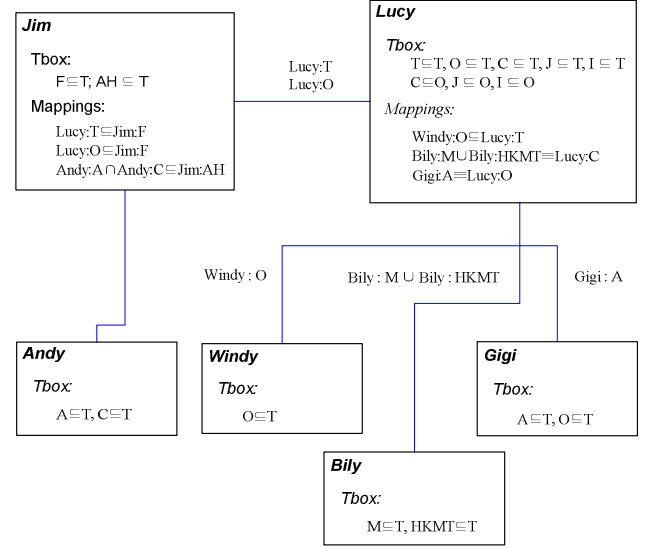 Jim
Tbox:
F⊑T; AH ⊑ T
Mappings:
Lucy:T⊑Jim:F
Lucy:O⊑Jim:F
Andy:A∩Andy:C⊑Jim:AH
Lucy:T
Lucy:O
Lucy
Tbox:
T⊑T, O ⊑ T, C ⊑ T, J ⊑ T, I ⊑ T
C⊑O, J ⊑ O, I ⊑ O
Mappings:
Windy:O⊑Lucy:T
Bily:M∪Bily:HKMT≡Lucy:C
Gigi:A≡Lucy:O
Windy : O
Bily : M ∪ Bily : HKMT
Gigi : A
Andy
Tbox:
A⊑T, C⊑T
Windy
Tbox:
O⊑T
Gigi
Tbox:
A⊑T, O⊑T
Bily
Tbox:
M⊑T, HKMT⊑T